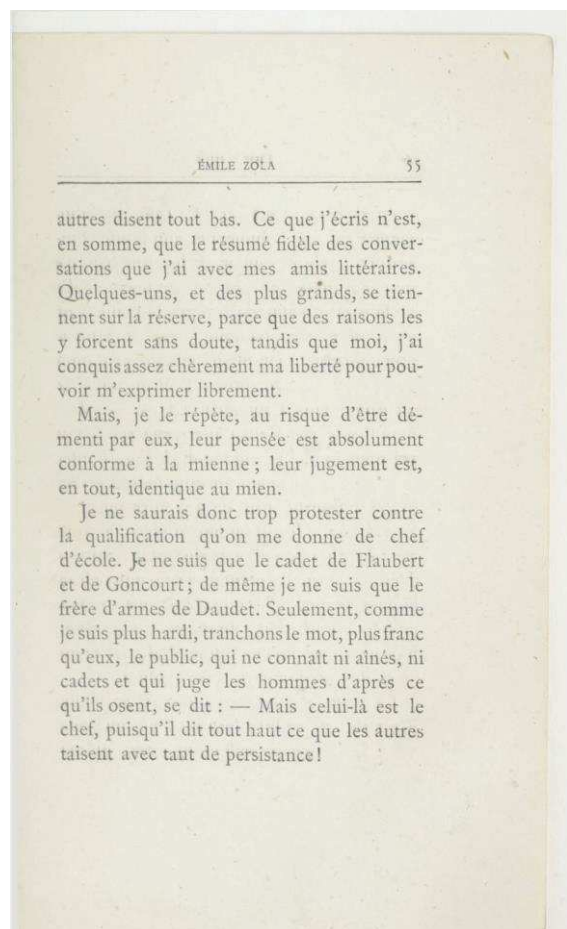 ÉMILE ZOLA 55
autres disent tout bas. Ce que j'écris n'est,
en somme, que le résumé fidèle des conver-
sations que j'ai avec mes amis littéraires.
Quelques-uns, et des plus grands, se tien-
nent sur la réserve, parce que des raisons les
y forcent sans doute, tandis que moi, j'ai
conquis assez chèrement ma liberté pour pou-
voir m'exprimer librement.
Mais, je le répète, au risque d'être dé-
menti par eux, leur pensée est absolument
conforme à la mienne ; leur jugement est,
en tout, identique au mien.
Je ne saurais donc trop protester contre
la qualification qu'on me donne de chef
d'école. Je ne suis que le cadet de Flaubert
et de Goncourt ; de même je ne suis que le
frère d'armes de Daudet. Seulement, comme
je suis plus hardi, tranchons le mot, plus franc
qu'eux, le public, qui ne connaît ni aînés, ni
cadets et qui juge les hommes d'après ce
qu'ils osent, se dit : — Mais celui-là est le
chef, puisqu'il dit tout haut ce que les autres
taisent avec tant de persistance !